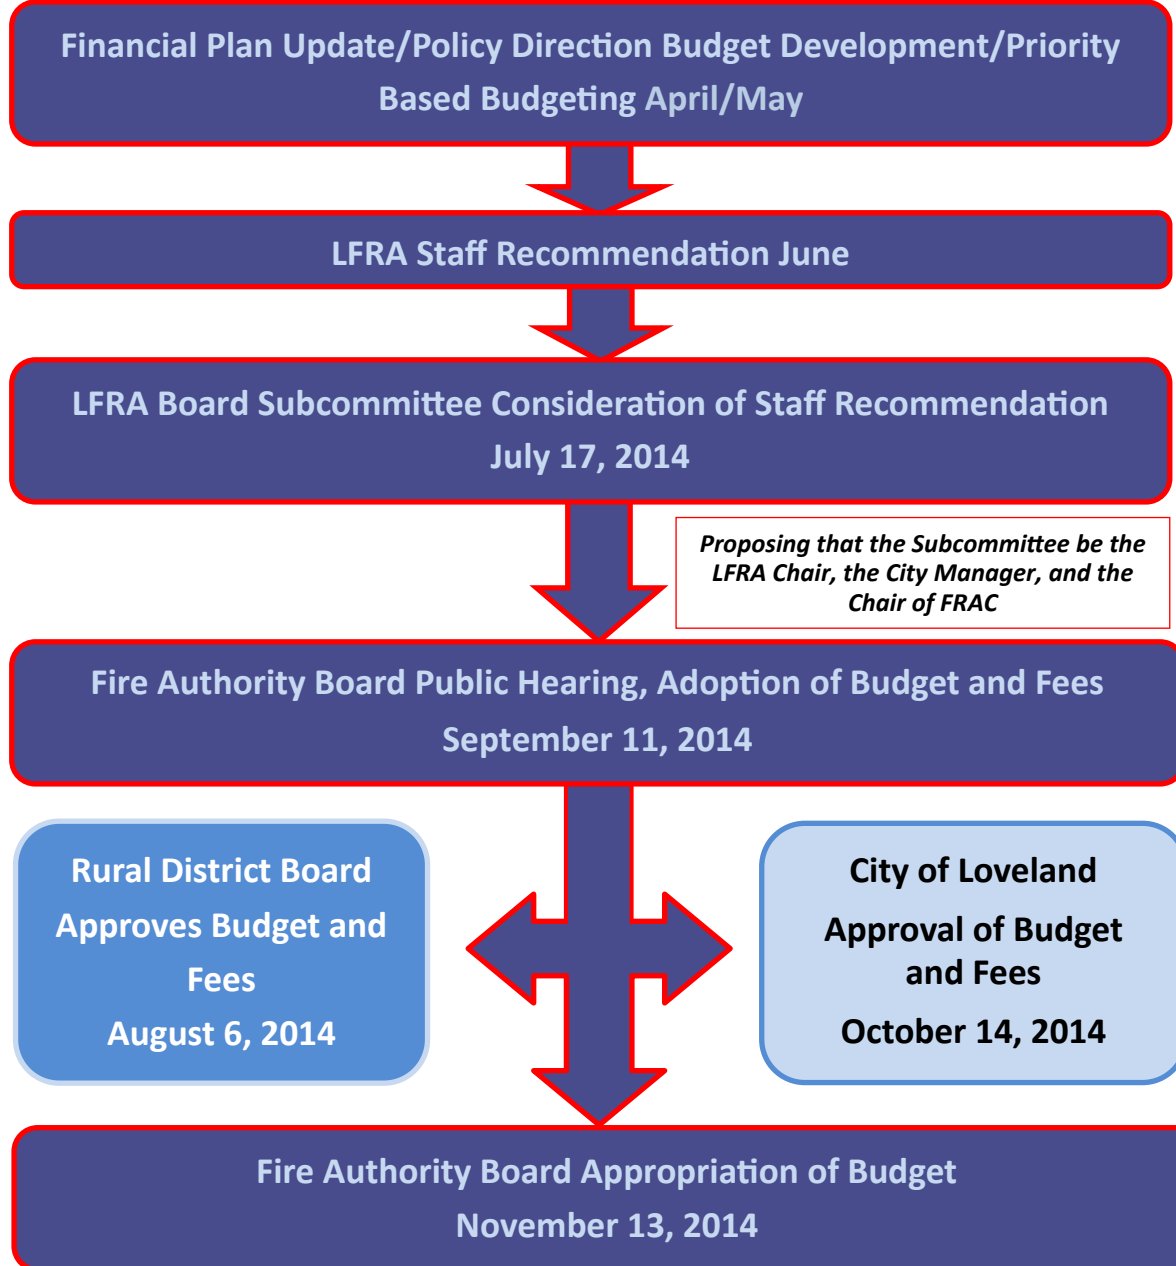 Financial Plan Update/Policy Direction Budget Development/Priority
Based Budgeting April/May
LFRA Staff Recommendation June
LFRA Board Subcommittee Consideration of Staff Recommendation
July 17, 2014
Proposing that the Subcommittee be the
LFRA Chair, the City Manager, and the
Chair of FRAC
Fire Authority Board Public Hearing, Adoption of Budget and Fees
September 11, 2014
Rural District Board
Approves Budget and
Fees
August 6, 2014
City of Loveland
Approval of Budget
and Fees
October 14, 2014
Fire Authority Board Appropriation of Budget
November 13, 2014